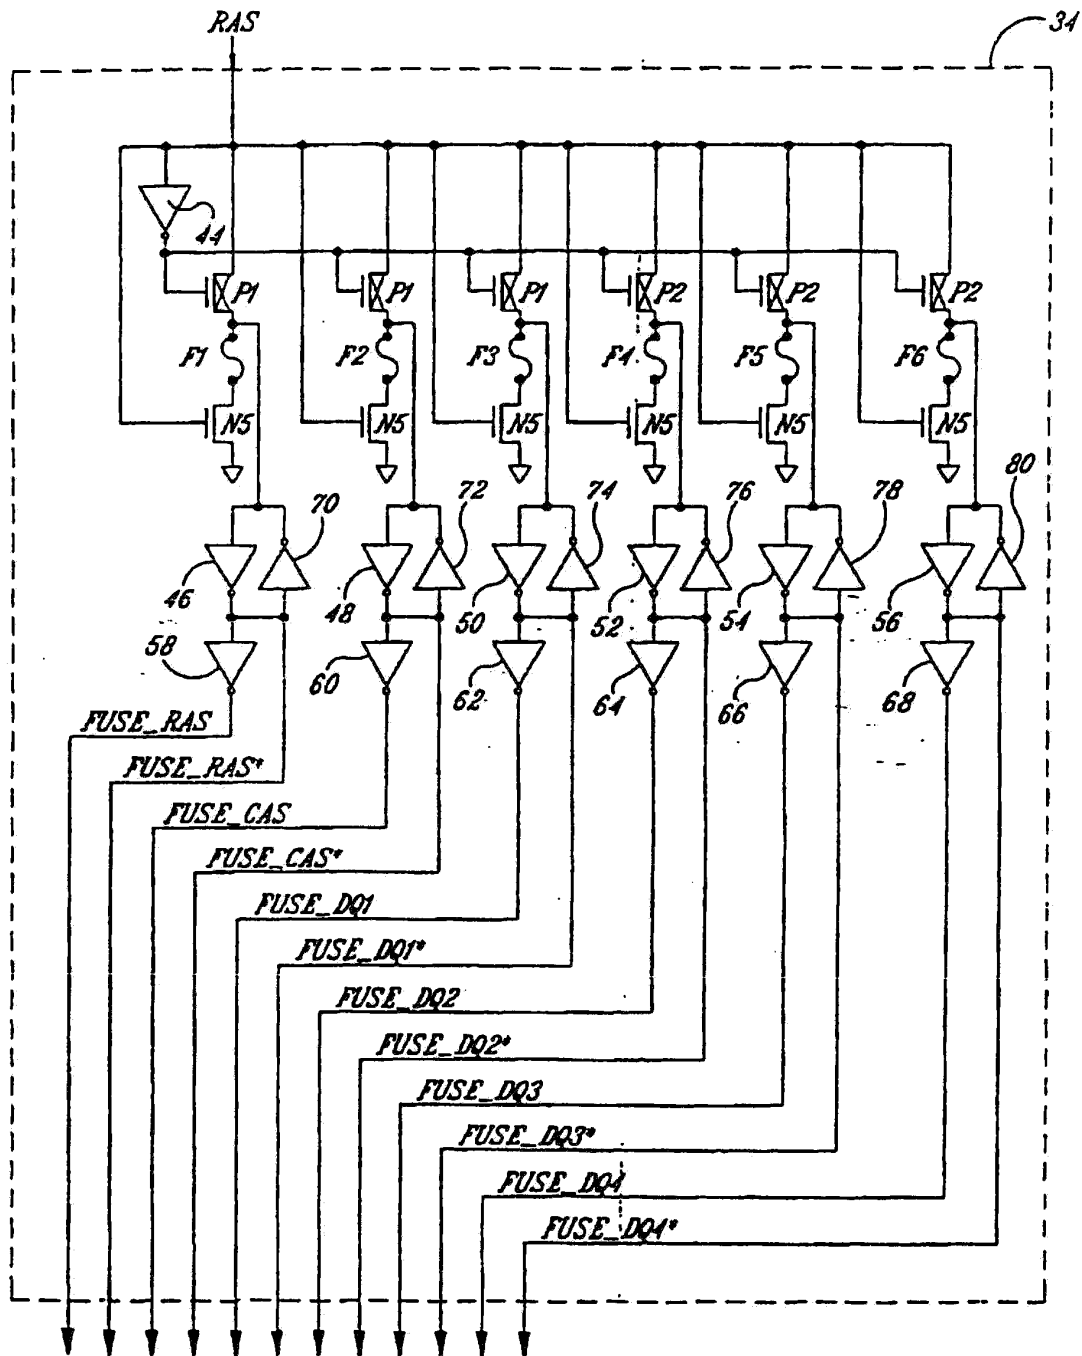 RAS
34
44
P1 P1 P1 P2 P2 P2
F1 F2 F3 F4 F5 F6
N5 N5 N5 N5 N5 N5
70 72 74 76 78 80
46 48 50 52 54 56
58 60 62 64 66 68
FUSE_RAS
FUSE_RAS*
FUSE_CAS
FUSE_CAS*
FUSE_DQ1
FUSE_DQ1*
FUSE_DQ2
FUSE_DQ2*
FUSE_DQ3
FUSE_DQ3*
FUSE_DQ4
FUSE_DQ4*